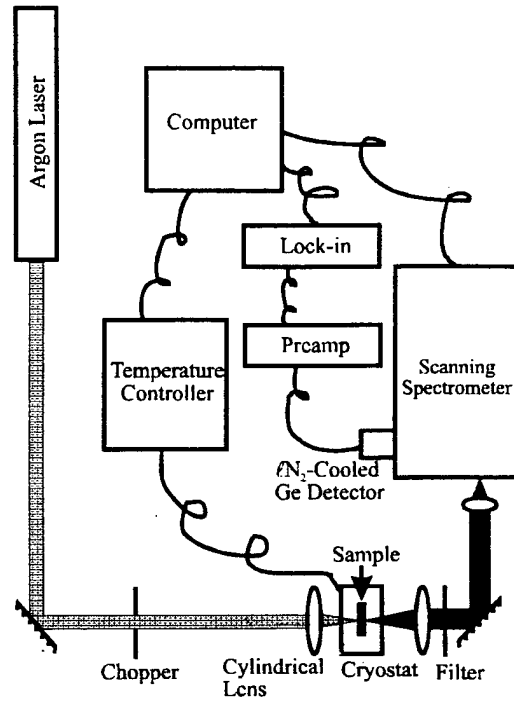 Argon Laser
Computer
Lock-in
Preamp
Temperature
Controller
Scanning
Spectrometer
ℓN₂-Cooled
Ge Detector
Sample
Chopper
Cylindrical
Lens
Cryostat
Filter